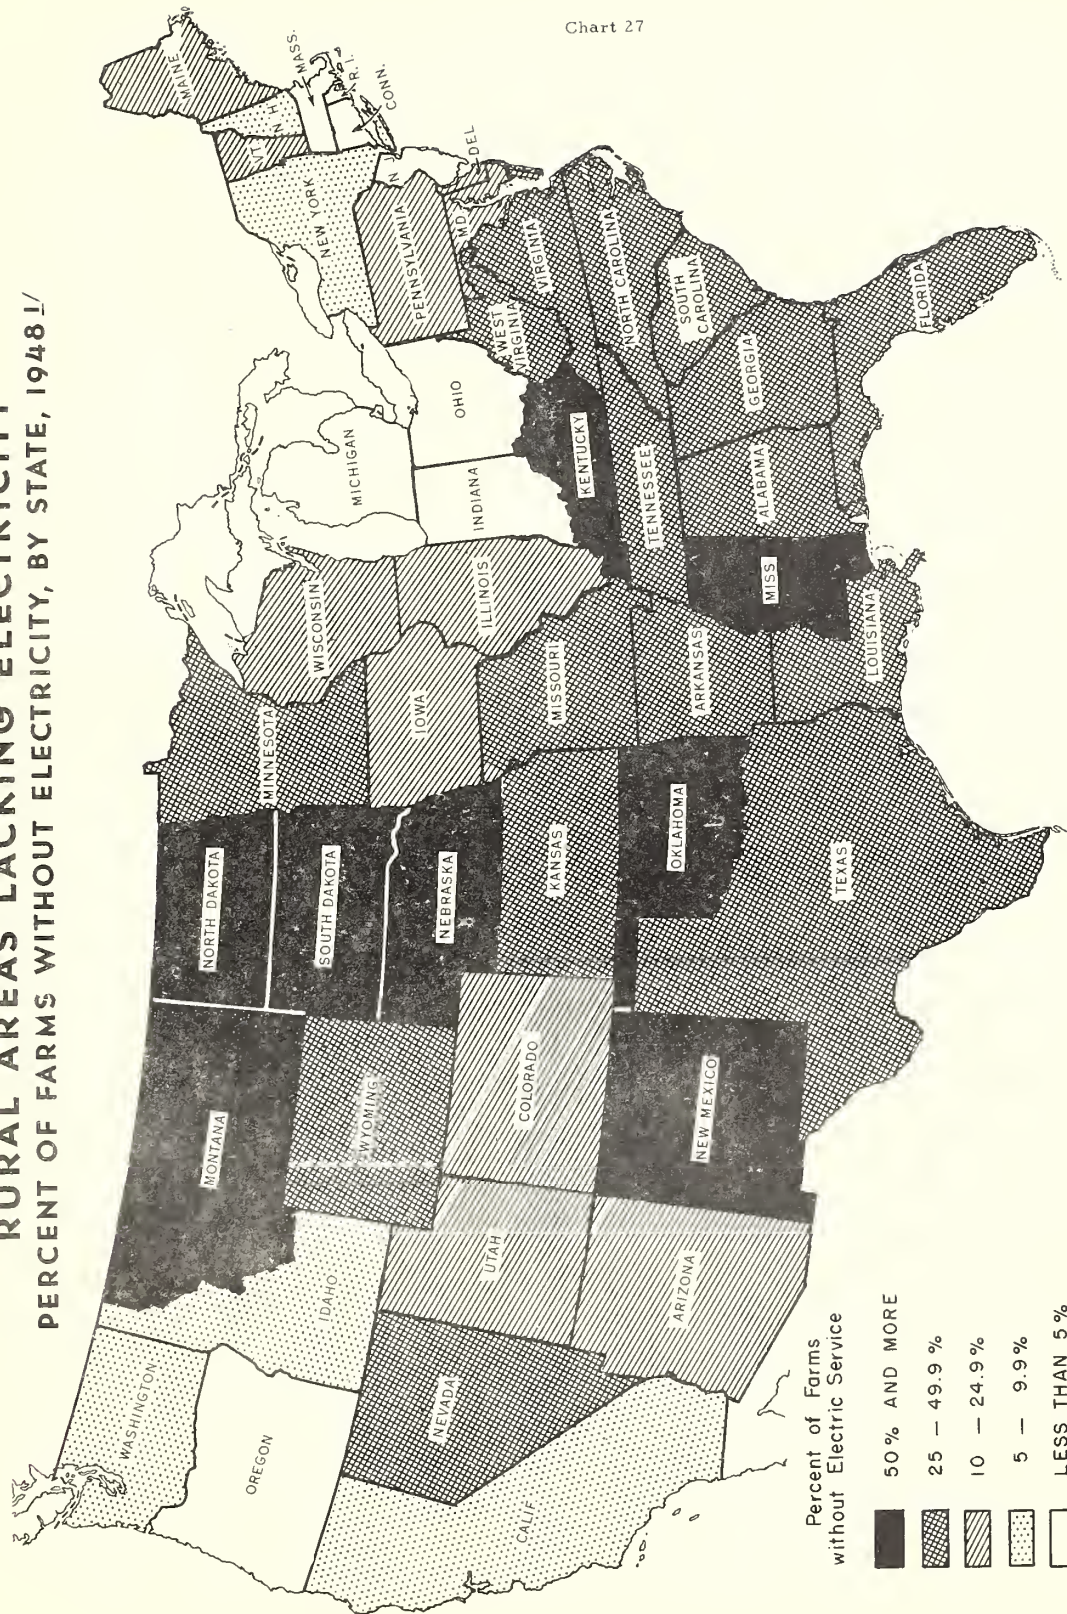 Chart 27
RURAL AREAS LACKING ELECTRICITY
PERCENT OF FARMS WITHOUT ELECTRICITY, BY STATE, 1948 1/
WASHINGTON
OREGON
CALIF
NEVADA
IDAHO
MONTANA
WYOMING
UTAH
ARIZONA
COLORADO
NEW MEXICO
NORTH DAKOTA
SOUTH DAKOTA
NEBRASKA
KANSAS
OKLAHOMA
TEXAS
MINNESOTA
IOWA
MISSOURI
ARKANSAS
LOUISIANA
WISCONSIN
ILLINOIS
MICHIGAN
INDIANA
OHIO
KENTUCKY
TENNESSEE
MISS
ALABAMA
GEORGIA
FLORIDA
SOUTH
CAROLINA
NORTH CAROLINA
VIRGINIA
WEST
VIRGINIA
MD
DEL
PENNSYLVANIA
N
NEW YORK
VT
N H
MAINE
MASS.
R.I.
CONN.
Percent of Farms
without Electric Service
50% AND MORE
25 – 49.9 %
10 – 24.9%
5 – 9.9%
LESS THAN 5%